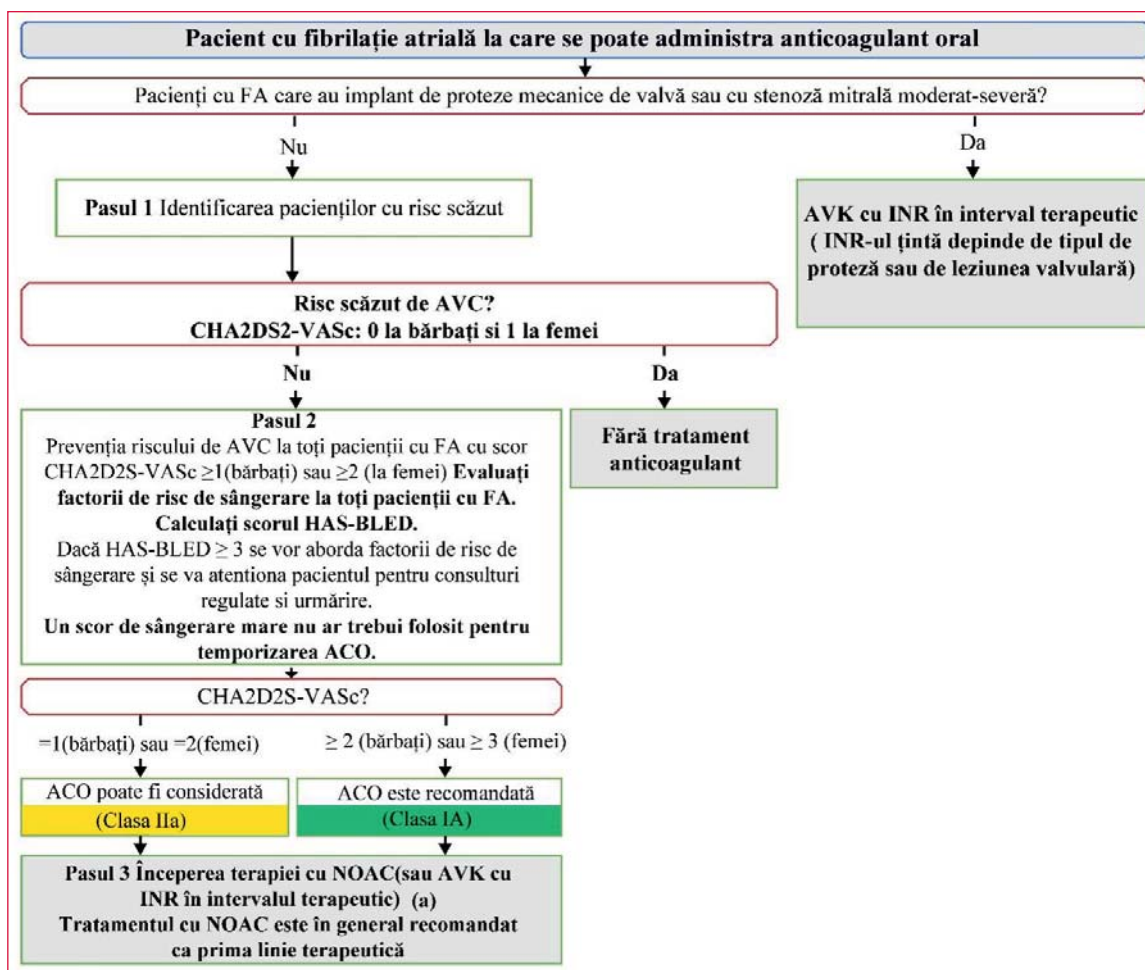 Pacient cu fibrilație atrială la care se poate administra anticoagulant oral
Pacienți cu FA care au implant de proteze mecanice de valvă sau cu stenoză mitrală moderat-severă?
Nu
Da
Pasul 1 Identificarea pacienților cu risc scăzut
AVK cu INR în interval terapeutic
( INR-ul țintă depinde de tipul de
proteză sau de leziunea valvulară)
Risc scăzut de AVC?
CHA2DS2-VASc: 0 la bărbați si 1 la femei
Nu
Da
Pasul 2
Prevenția riscului de AVC la toți pacienții cu FA cu scor
CHA2D2S-VASc ≥1(bărbați) sau ≥2 (la femei) Evaluați
factorii de risc de sângerare la toți pacienții cu FA.
Calculați scorul HAS-BLED.
Dacă HAS-BLED ≥ 3 se vor aborda factorii de risc de
sângerare și se va atentiona pacientul pentru consulturi
regulate si urmărire.
Un scor de sângerare mare nu ar trebui folosit pentru
temporizarea ACO.
Fără tratament
anticoagulant
CHA2D2S-VASc?
=1(bărbați) sau =2(femei)
≥ 2 (bărbați) sau ≥ 3 (femei)
ACO poate fi considerată
(Clasa IIa)
ACO este recomandată
(Clasa IA)
Pasul 3 Începerea terapiei cu NOAC(sau AVK cu
INR în intervalul terapeutic) (a)
Tratamentul cu NOAC este în general recomandat
ca prima linie terapeutică